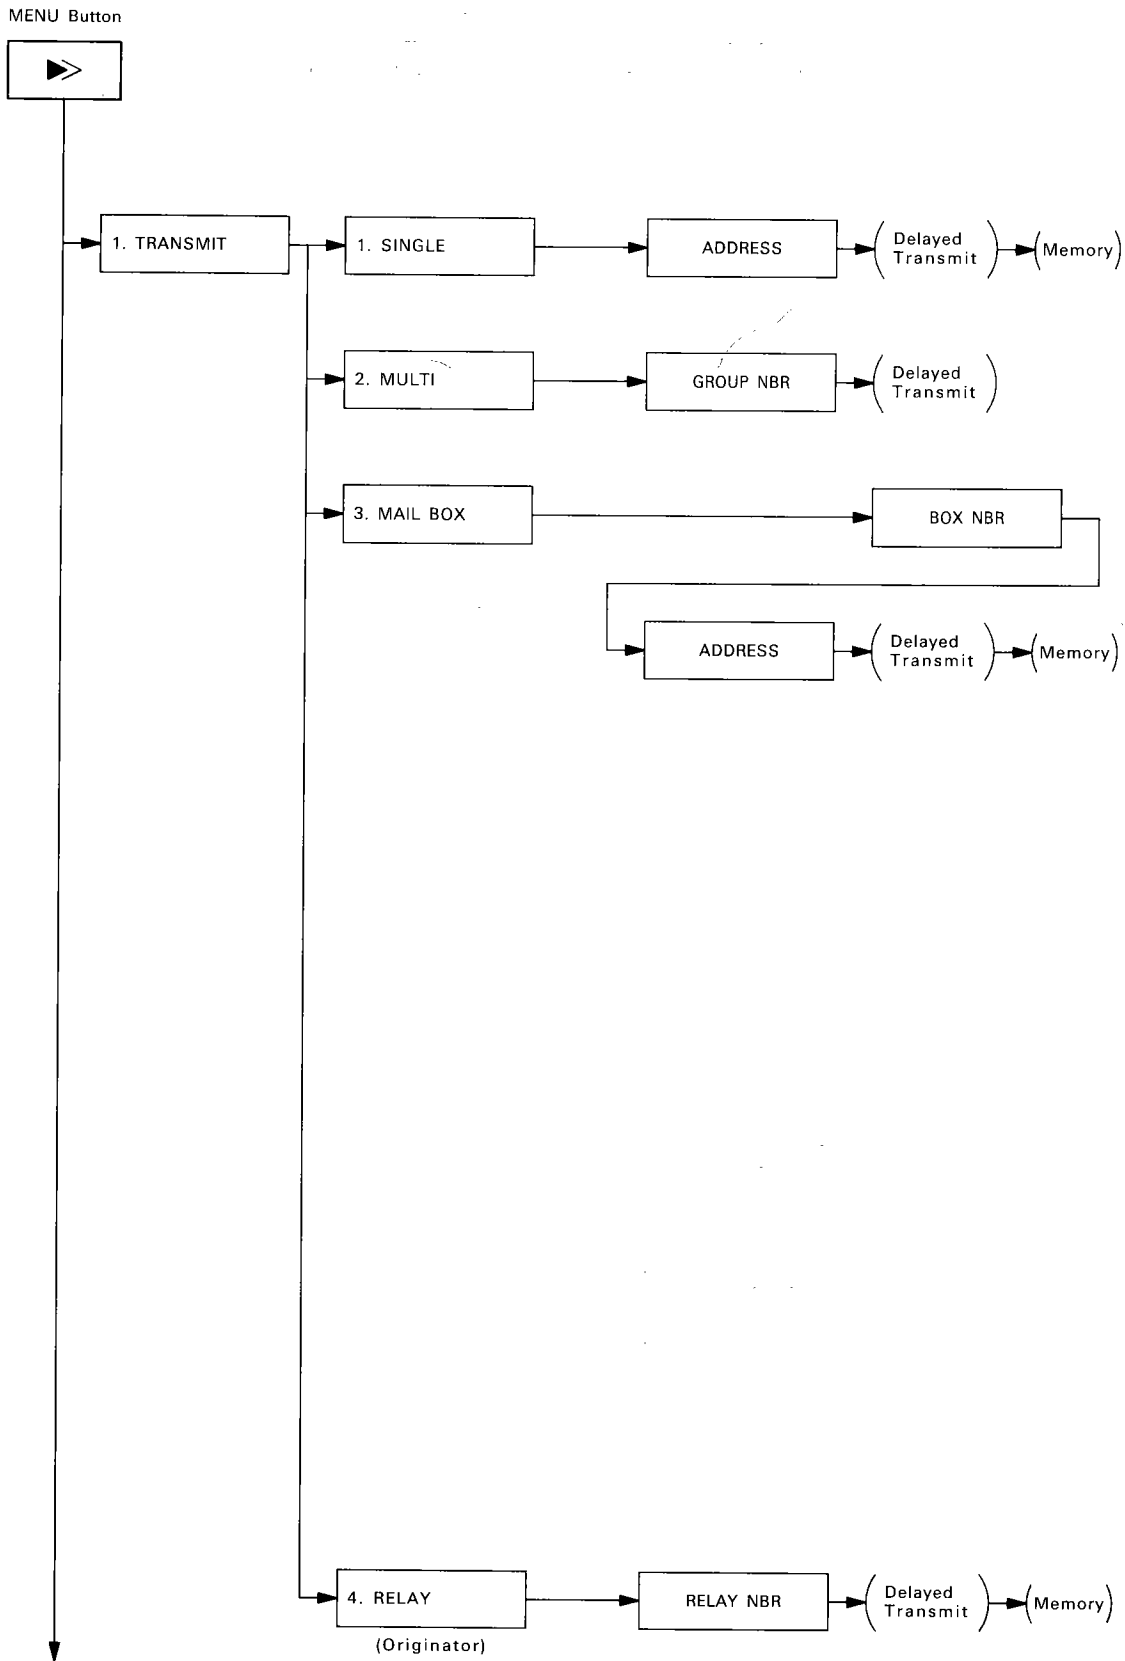 MENU Button
1. TRANSMIT
1. SINGLE
ADDRESS
(Delayed
Transmit)
(Memory)
2. MULTI
GROUP NBR
(Delayed
Transmit)
3. MAIL BOX
BOX NBR
ADDRESS
(Delayed
Transmit)
(Memory)
4. RELAY
(Originator)
RELAY NBR
(Delayed
Transmit)
(Memory)